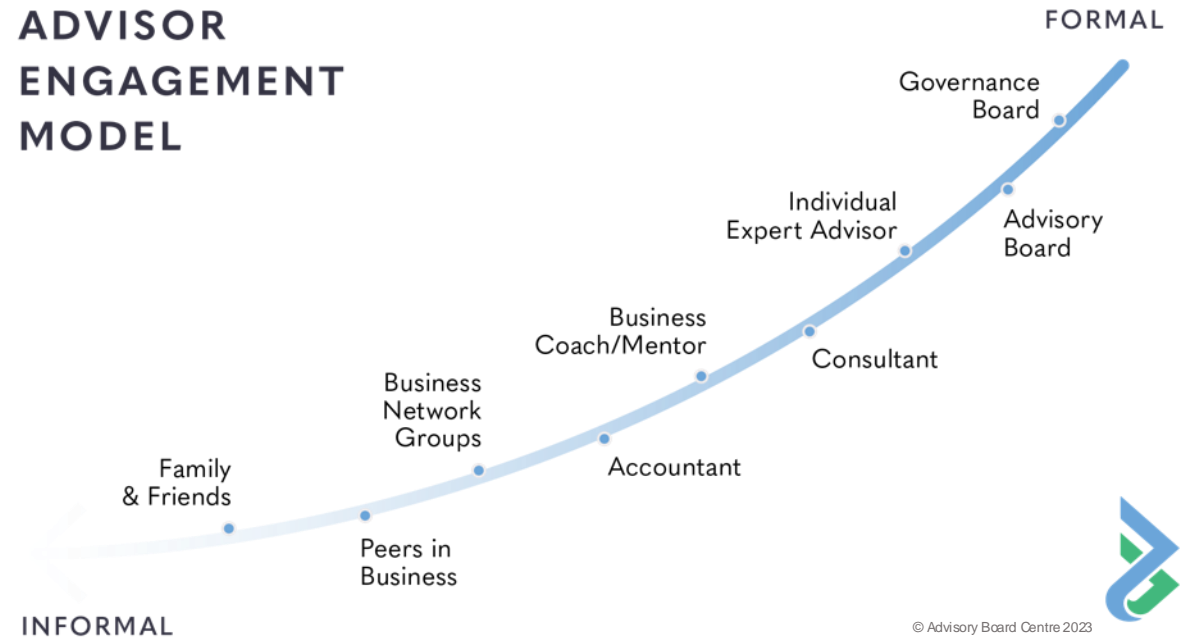 ADVISOR
ENGAGEMENT
MODEL
FORMAL
Governance
Board
Individual
Expert Advisor
Advisory
Board
Business
Coach/Mentor
Consultant
Business
Network
Groups
Accountant
Family
& Friends
Peers in
Business
INFORMAL
© Advisory Board Centre 2023